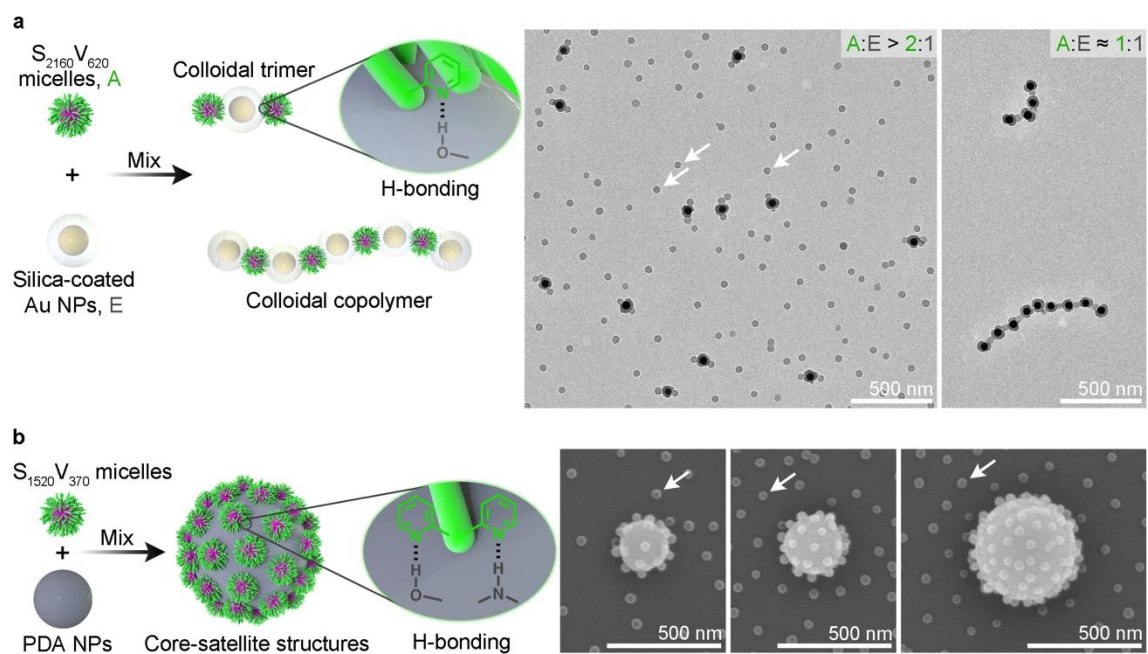 a
S2160V620
micelles, A
+
Silica-coated
Au NPs, E
Mix
Colloidal trimer
N
H
O
H-bonding
Colloidal copolymer
A:E > 2:1
500 nm
A:E ≈ 1:1
500 nm
b
S1520V370 micelles
+
PDA NPs
Mix
Core-satellite structures
N N
H H
O N
H-bonding
500 nm
500 nm
500 nm